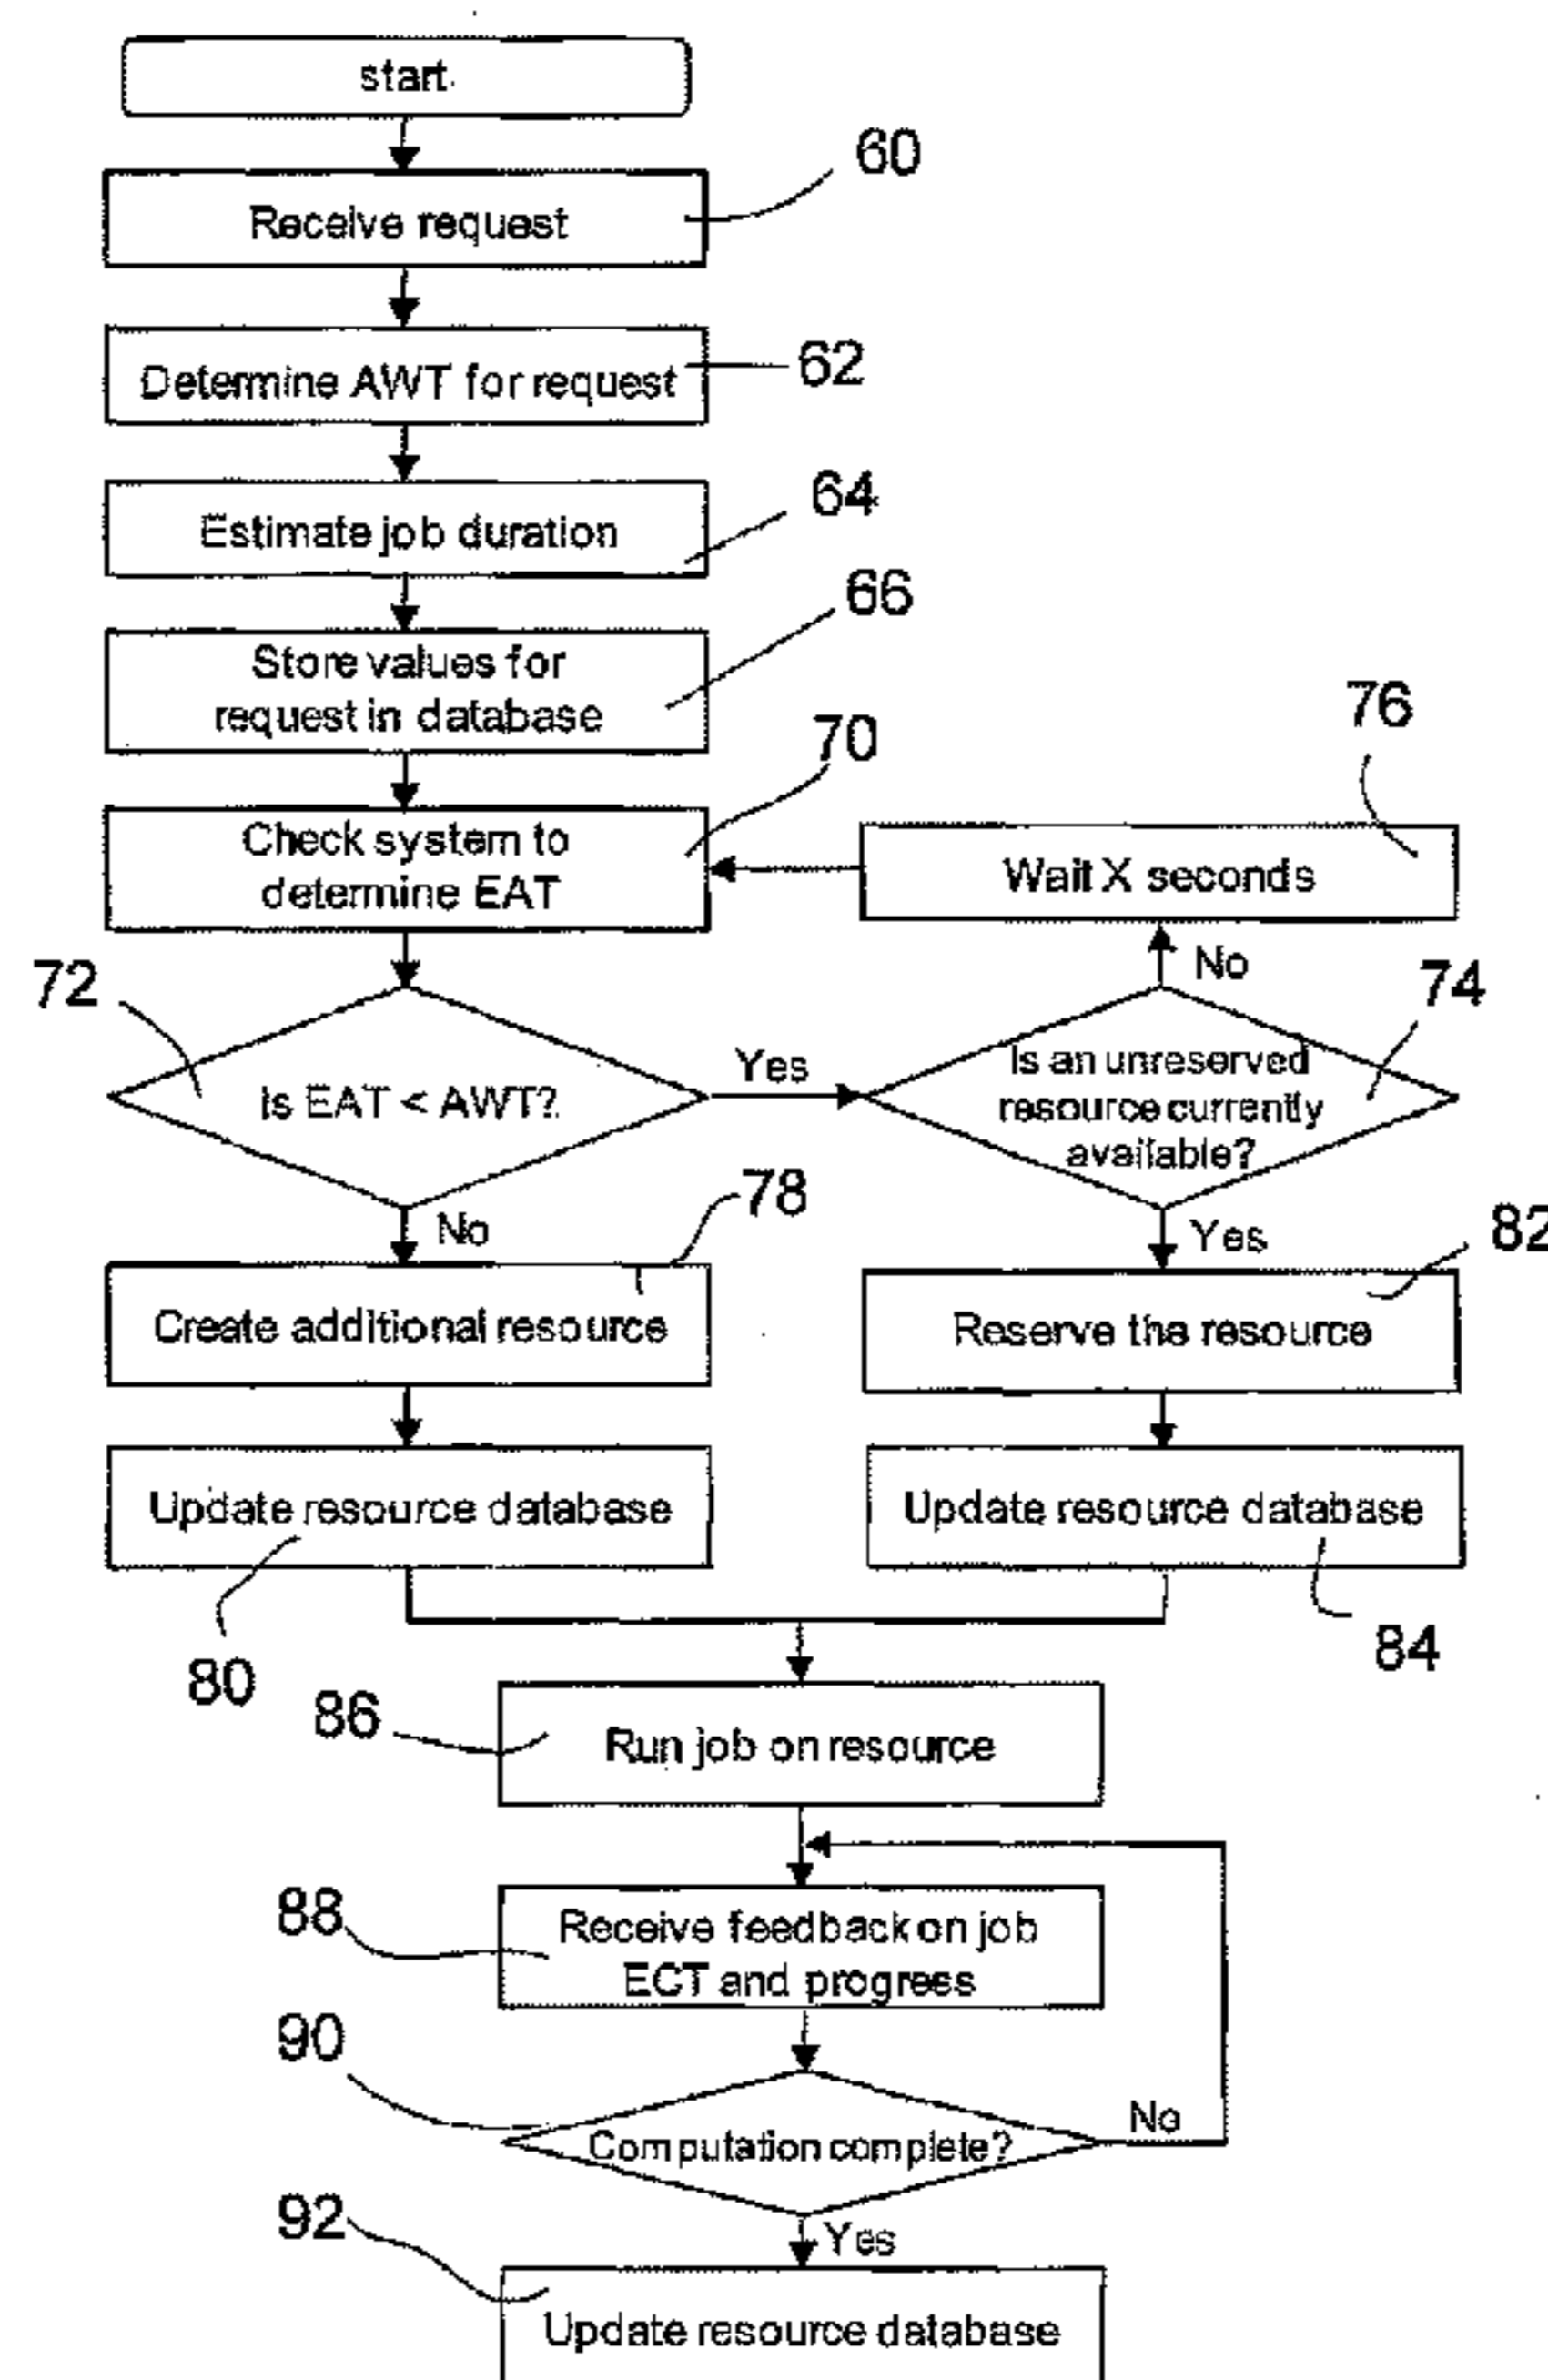 start
60
Receive request
62
Determine AWT for request
64
Estimate job duration
66
Store values for
request in database
70
76
Check system to
determine EAT
Wait X seconds
No
72
74
Is EAT < AWT?
Yes
Is an unreserved
resource currently
available?
No
78
Yes
82
Create additional resource
Reserve the resource
Update resource database
Update resource database
80
84
86
Run job on resource
88
Receive feedback on job
ECT and progress
90
Computation complete?
No
92
Yes
Update resource database